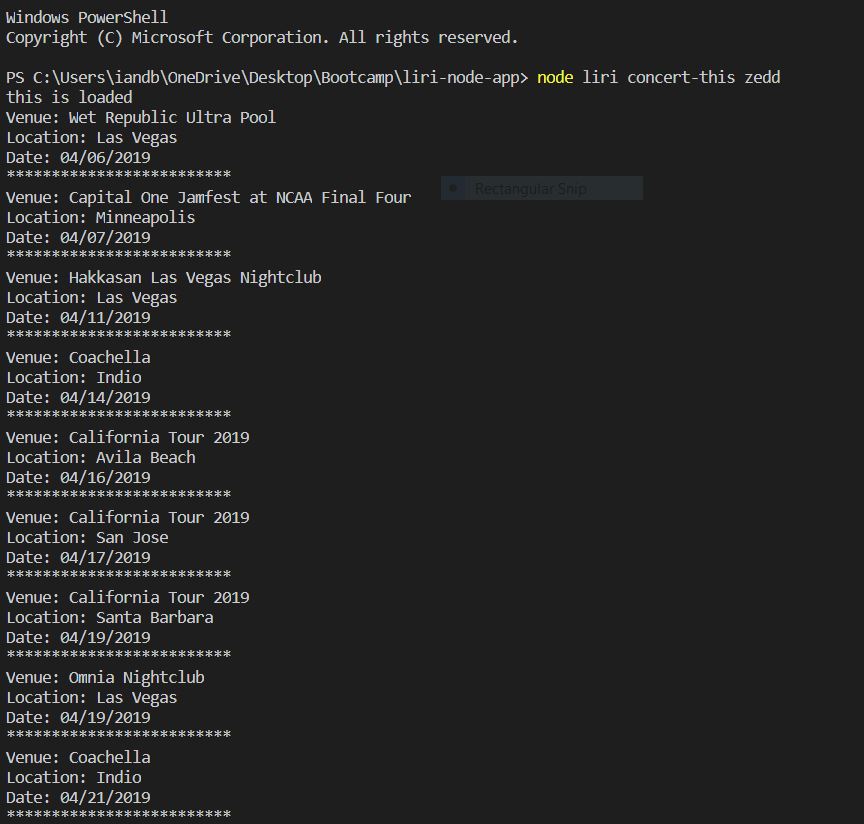 Windows PowerShell
Copyright (C) Microsoft Corporation. All rights reserved.
PS C:\Users\iandb\OneDrive\Desktop\Bootcamp\liri-node-app> node liri concert-this zedd
this is loaded
Venue: Wet Republic Ultra Pool
Location: Las Vegas
Date: 04/06/2019
*************************
Venue: Capital One Jamfest at NCAA Final Four
Rectangular Snip
Location: Minneapolis
Date: 04/07/2019
*************************
Venue: Hakkasan Las Vegas Nightclub
Location: Las Vegas
Date: 04/11/2019
*************************
Venue: Coachella
Location: Indio
Date: 04/14/2019
*************************
Venue: California Tour 2019
Location: Avila Beach
Date: 04/16/2019
*************************
Venue: California Tour 2019
Location: San Jose
Date: 04/17/2019
*************************
Venue: California Tour 2019
Location: Santa Barbara
Date: 04/19/2019
*************************
Venue: Omnia Nightclub
Location: Las Vegas
Date: 04/19/2019
*************************
Venue: Coachella
Location: Indio
Date: 04/21/2019
*************************